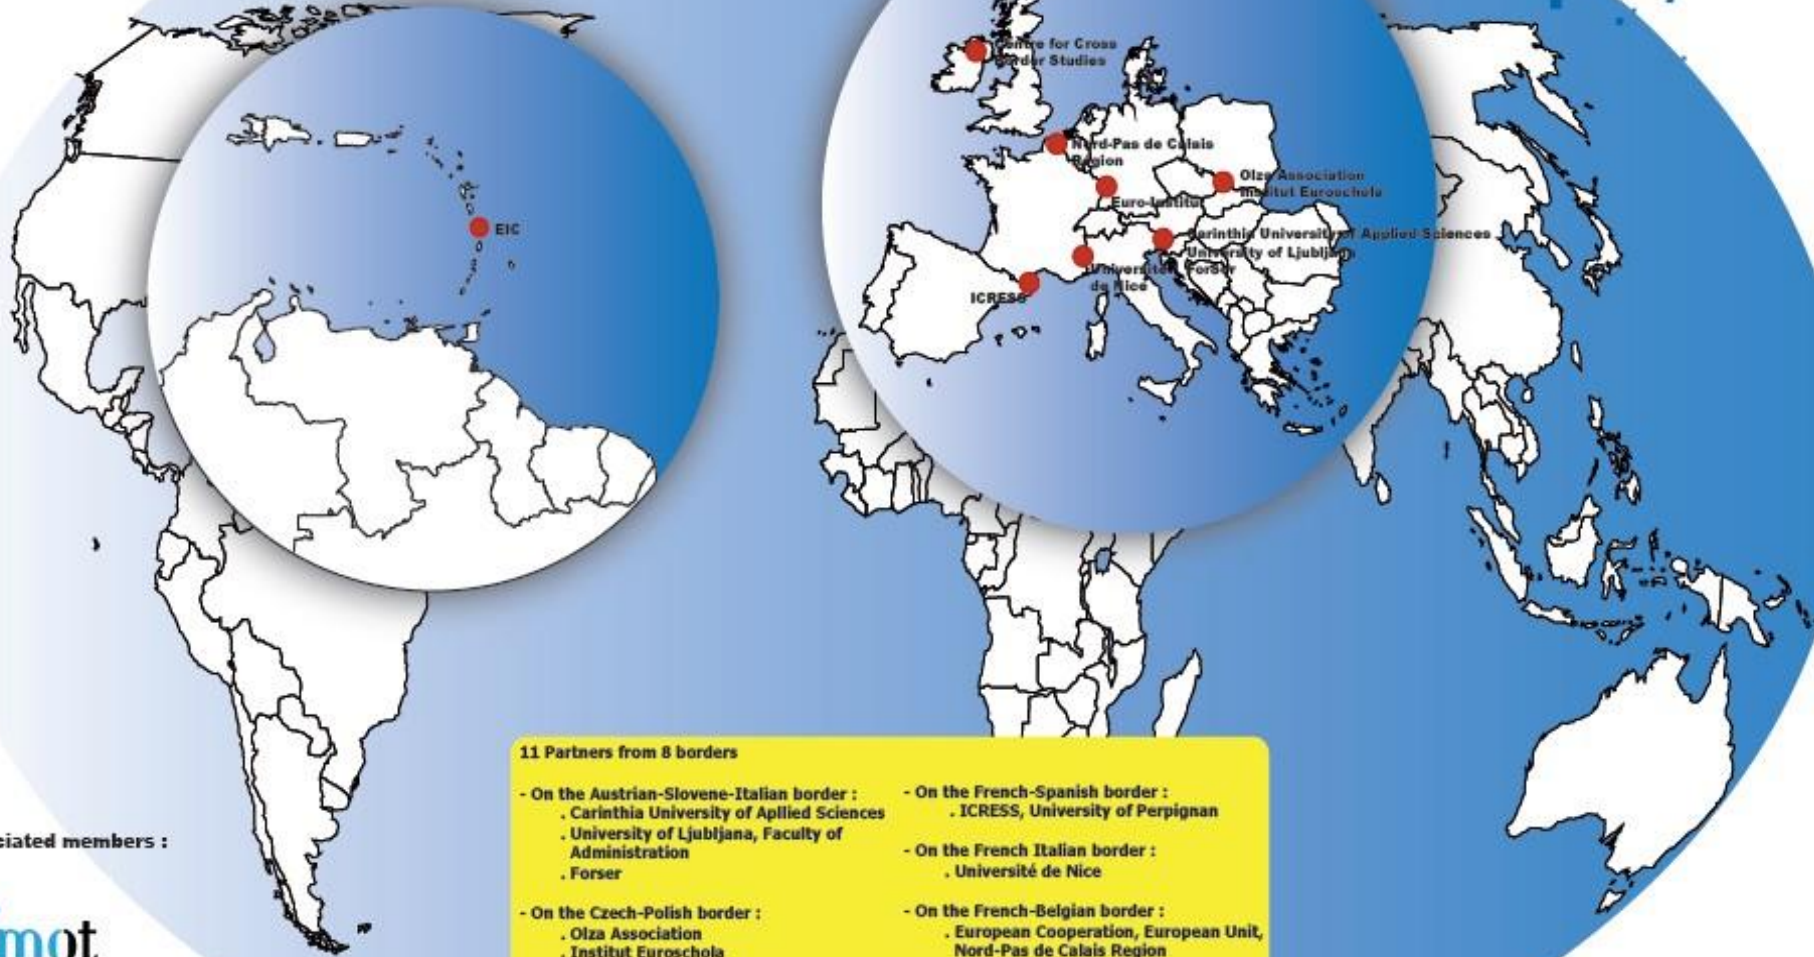 Centre for Cross
Border Studies
Nord-Pas de Calais
Région
Olza Association
Institut Euroschola
Euro-Institut
EIC
Carinthia University of Applied Sciences
University of Ljubljana
ForSer
Université
de Nice
ICRESS
11 Partners from 8 borders
- On the Austrian-Slovene-Italian border :
. Carinthia University of Apllied Sciences
. University of Ljubljana, Faculty of
Administration
. Forser
- On the Czech-Polish border :
. Olza Association
. Institut Euroschola
- On the French-Spanish border :
. ICRESS, University of Perpignan
- On the French Italian border :
. Université de Nice
- On the French-Belgian border :
. European Cooperation, European Unit,
Nord-Pas de Calais Region
ciated members :
mot